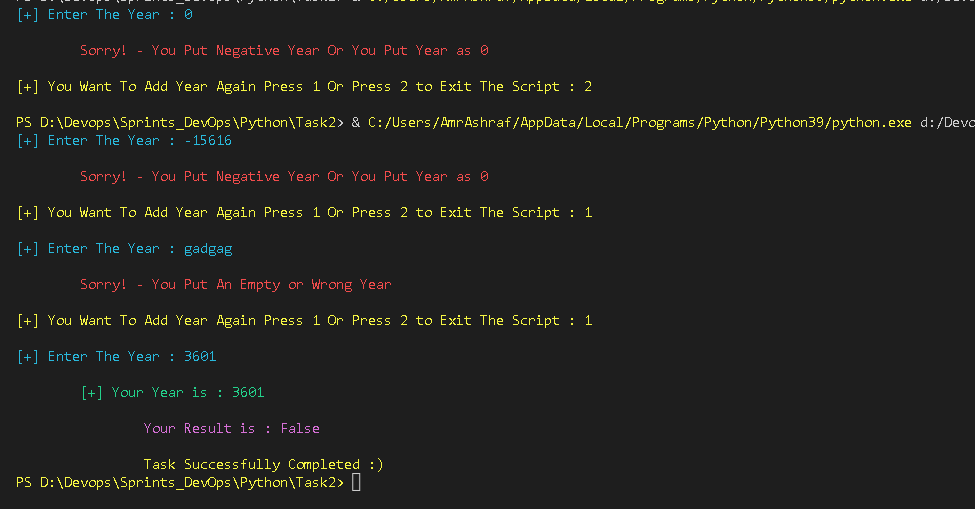 [+] Enter The Year : 0
Sorry! - You Put Negative Year Or You Put Year as 0
[+] You Want To Add Year Again Press 1 Or Press 2 to Exit The Script : 2
PS D:\Devops\Sprints_DevOps\Python\Task2> & C:/Users/AmrAshraf/AppData/Local/Programs/Python/Python39/python.exe d:/Devo
[+] Enter The Year : -15616
Sorry! - You Put Negative Year Or You Put Year as 0
[+] You Want To Add Year Again Press 1 Or Press 2 to Exit The Script : 1
[+] Enter The Year : gadgag
Sorry! - You Put An Empty or Wrong Year
[+] You Want To Add Year Again Press 1 Or Press 2 to Exit The Script : 1
[+] Enter The Year : 3601
[+] Your Year is : 3601
Your Result is : False
Task Successfully Completed :)
PS D:\Devops\Sprints_DevOps\Python\Task2>